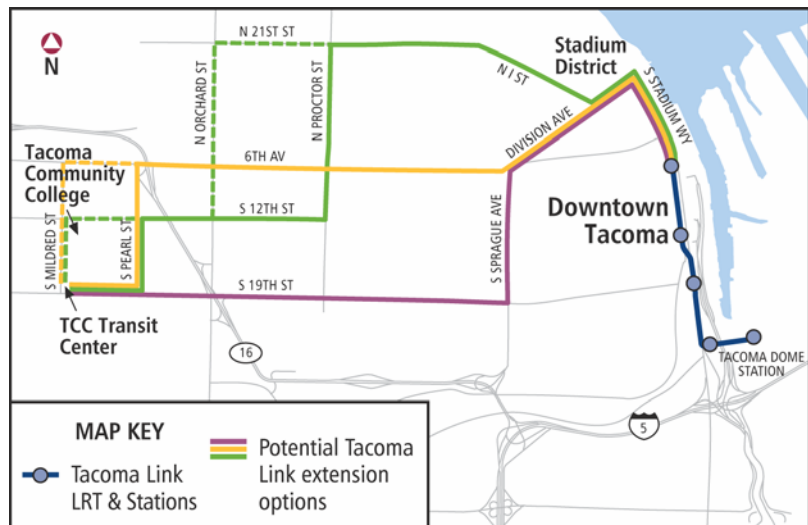 N 21ST ST
Stadium
District
N
N ORCHARD ST
N PROCTOR ST
N I ST
S STADIUM WY
DIVISION AVE
Tacoma
Community
College
6TH AV
S MILDRED ST
S PEARL ST
S 12TH ST
S SPRAGUE AVE
Downtown
Tacoma
S 19TH ST
TCC Transit
Center
16
TACOMA DOME
STATION
5
MAP KEY
Tacoma Link
LRT & Stations
Potential Tacoma
Link extension
options